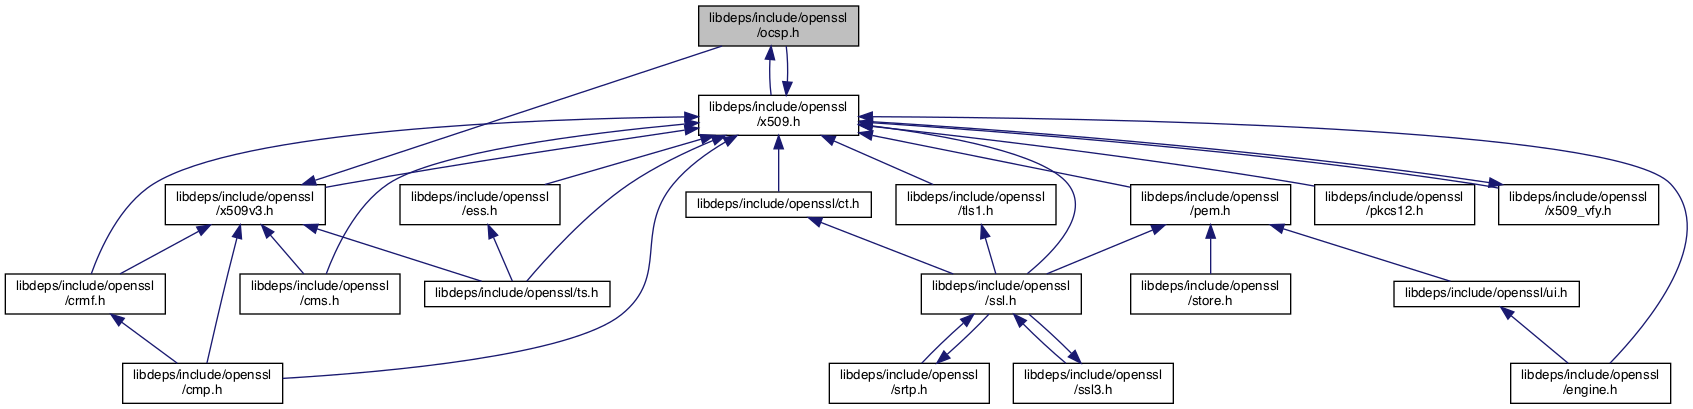 libdeps/include/openssl
/ocsp.h
libdeps/include/openssl
/x509.h
libdeps/include/openssl
/x509v3.h
libdeps/include/openssl
/ess.h
libdeps/include/openssl/ct.h
libdeps/include/openssl
/tls1.h
libdeps/include/openssl
/pem.h
libdeps/include/openssl
/pkcs12.h
libdeps/include/openssl
/x509_vfy.h
libdeps/include/openssl
/crmf.h
libdeps/include/openssl
/cms.h
libdeps/include/openssl/ts.h
libdeps/include/openssl
/ssl.h
libdeps/include/openssl
/store.h
libdeps/include/openssl/ui.h
libdeps/include/openssl
/cmp.h
libdeps/include/openssl
/srtp.h
libdeps/include/openssl
/ssl3.h
libdeps/include/openssl
/engine.h